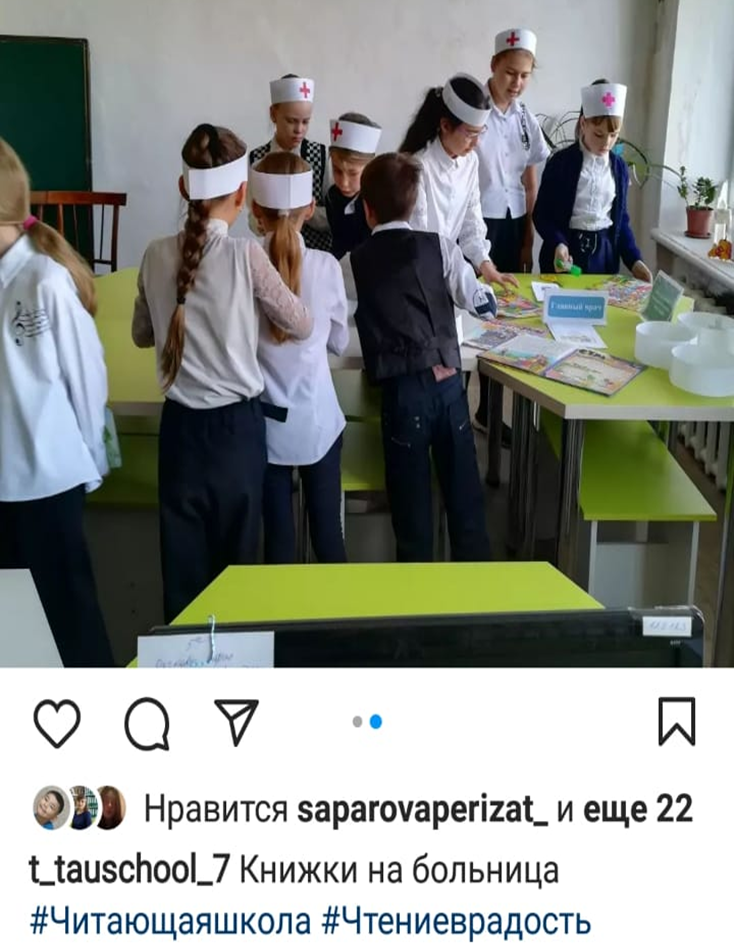 Главный врач
Нравится saparovaperizat_ и еще 22
t_tauschool_7 Книжки на больница
#Читающаяшкола #Чтениеврадость